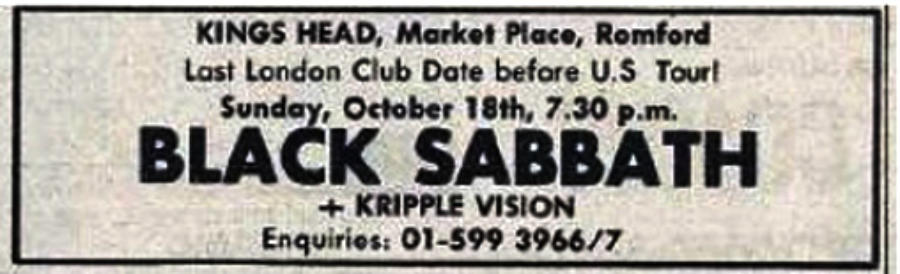 KINGS HEAD, Market Place, Romford
Last London Club Date before U.S Tour!
Sunday, October 18th, 7.30 p.m.
BLACK SABBATH
+ KRIPPLE VISION
Enquiries: 01-599 3966/7